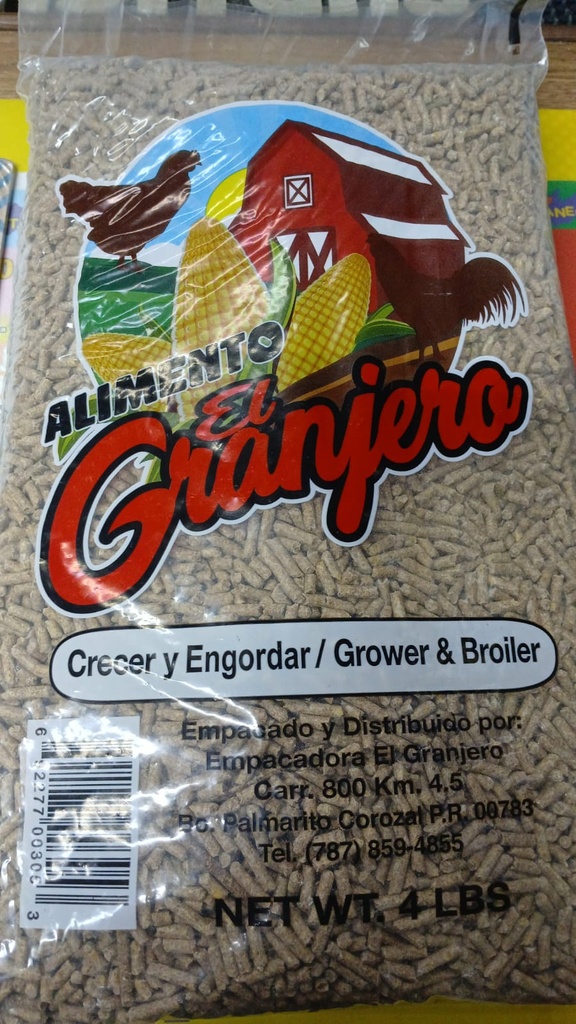 ALIMENTO
El
Granjero
Crecer y Engordar / Grower & Broiler
Empacado y Distribuido por:
Empacadora El Granjero
Carr. 800 Km. 4.5
Bo. Palmarito Corozal P.R. 00783
Tel. (787) 859-4855
NET WT. 4 LBS